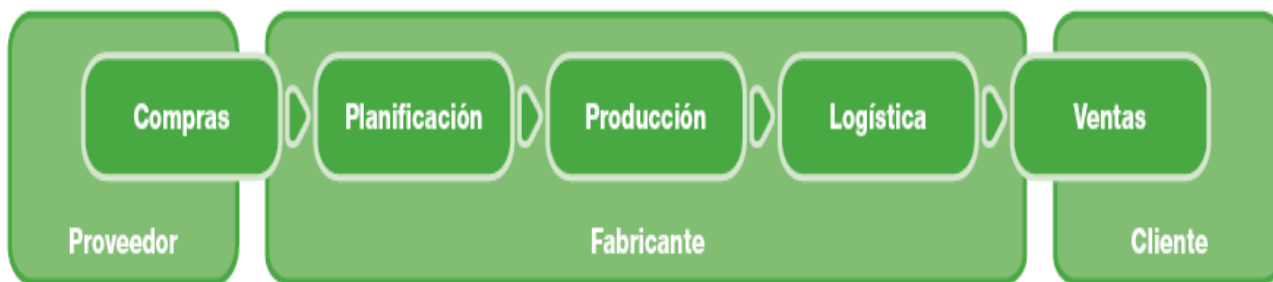 Compras
Planificación
Producción
Logística
Ventas
Proveedor
Fabricante
Cliente